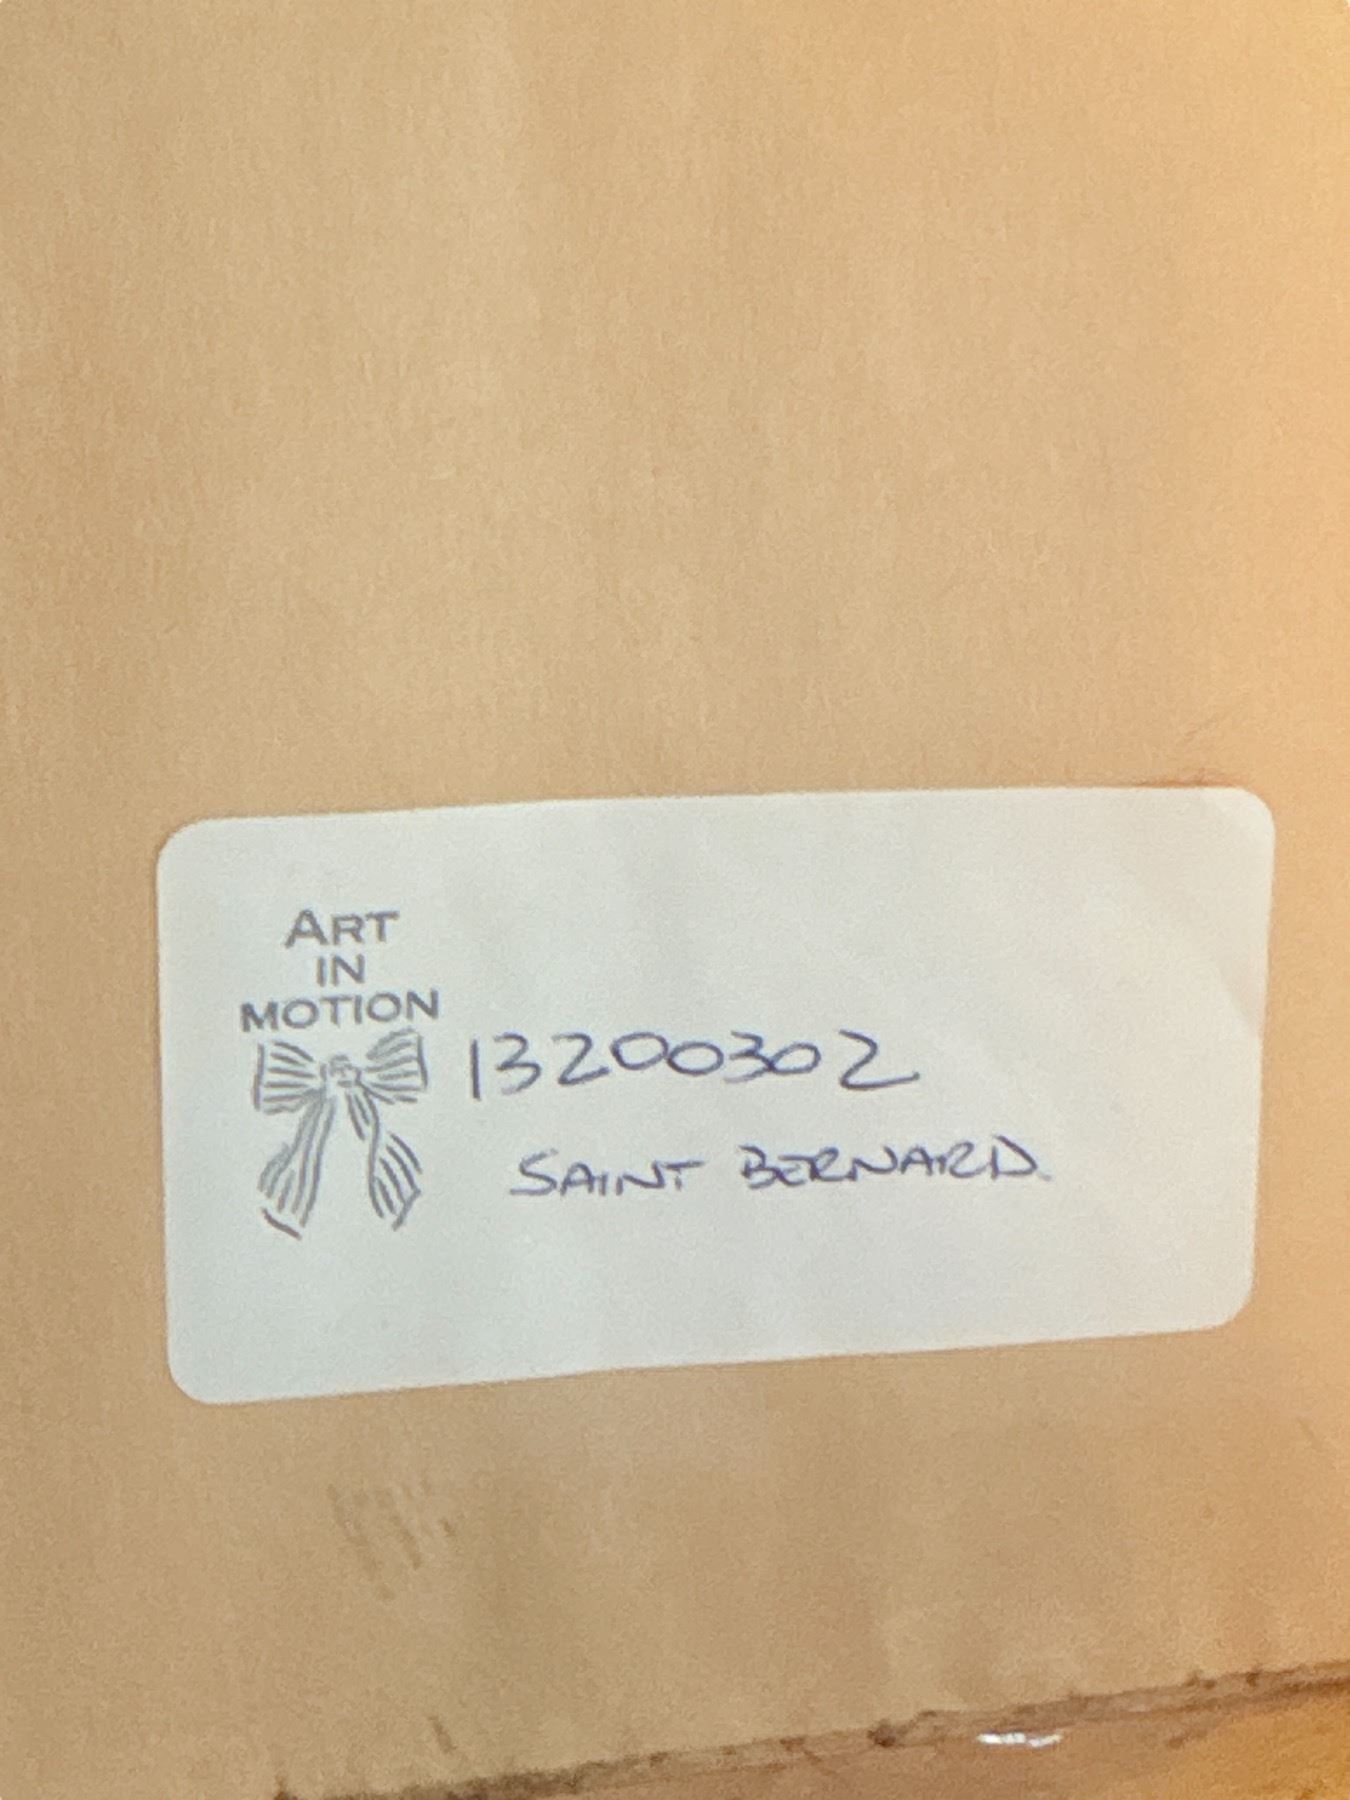 ART
IN
MOTION
13200302
SAINT BERNARD.